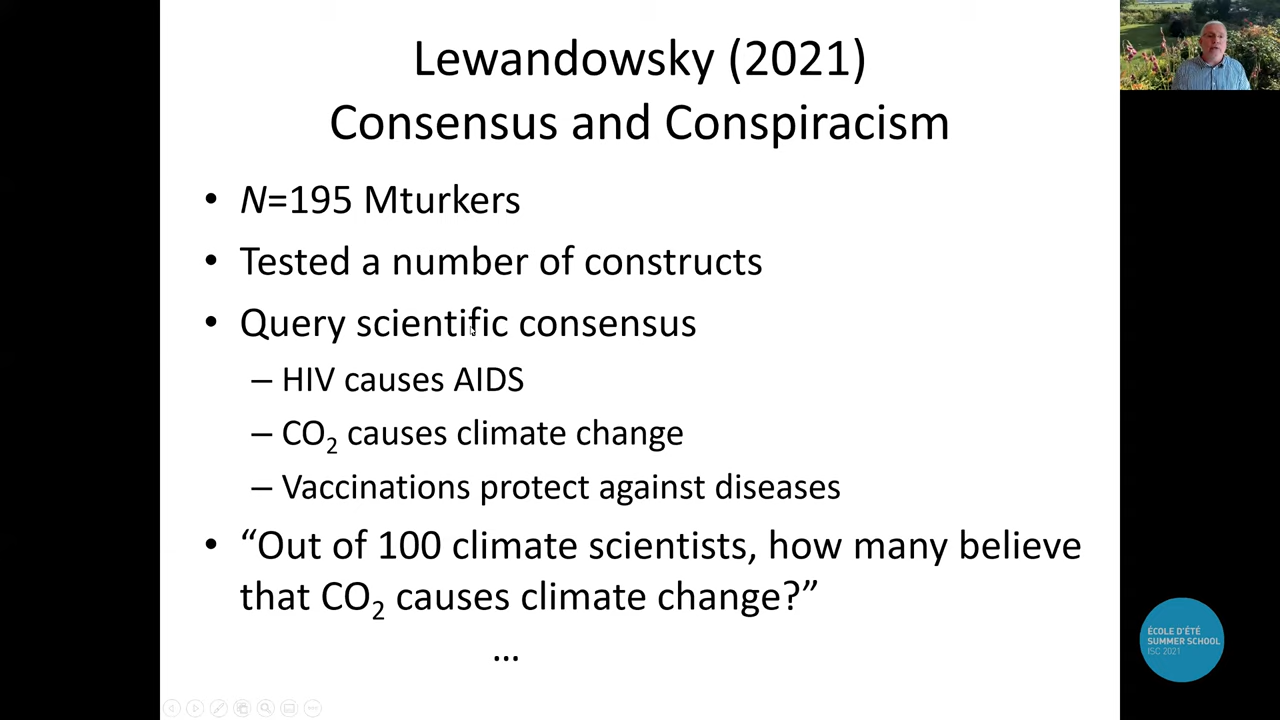 Lewandowsky (2021)
Consensus and Conspiracism
• N=195 Mturkers
• Tested a number of constructs
• Query scientific consensus
– HIV causes AIDS
– CO₂ causes climate change
– Vaccinations protect against diseases
• “Out of 100 climate scientists, how many believe
that CO₂ causes climate change?”
...
ÉCOLE D'ÉTÉ
SUMMER SCHOOL
ISC 2021